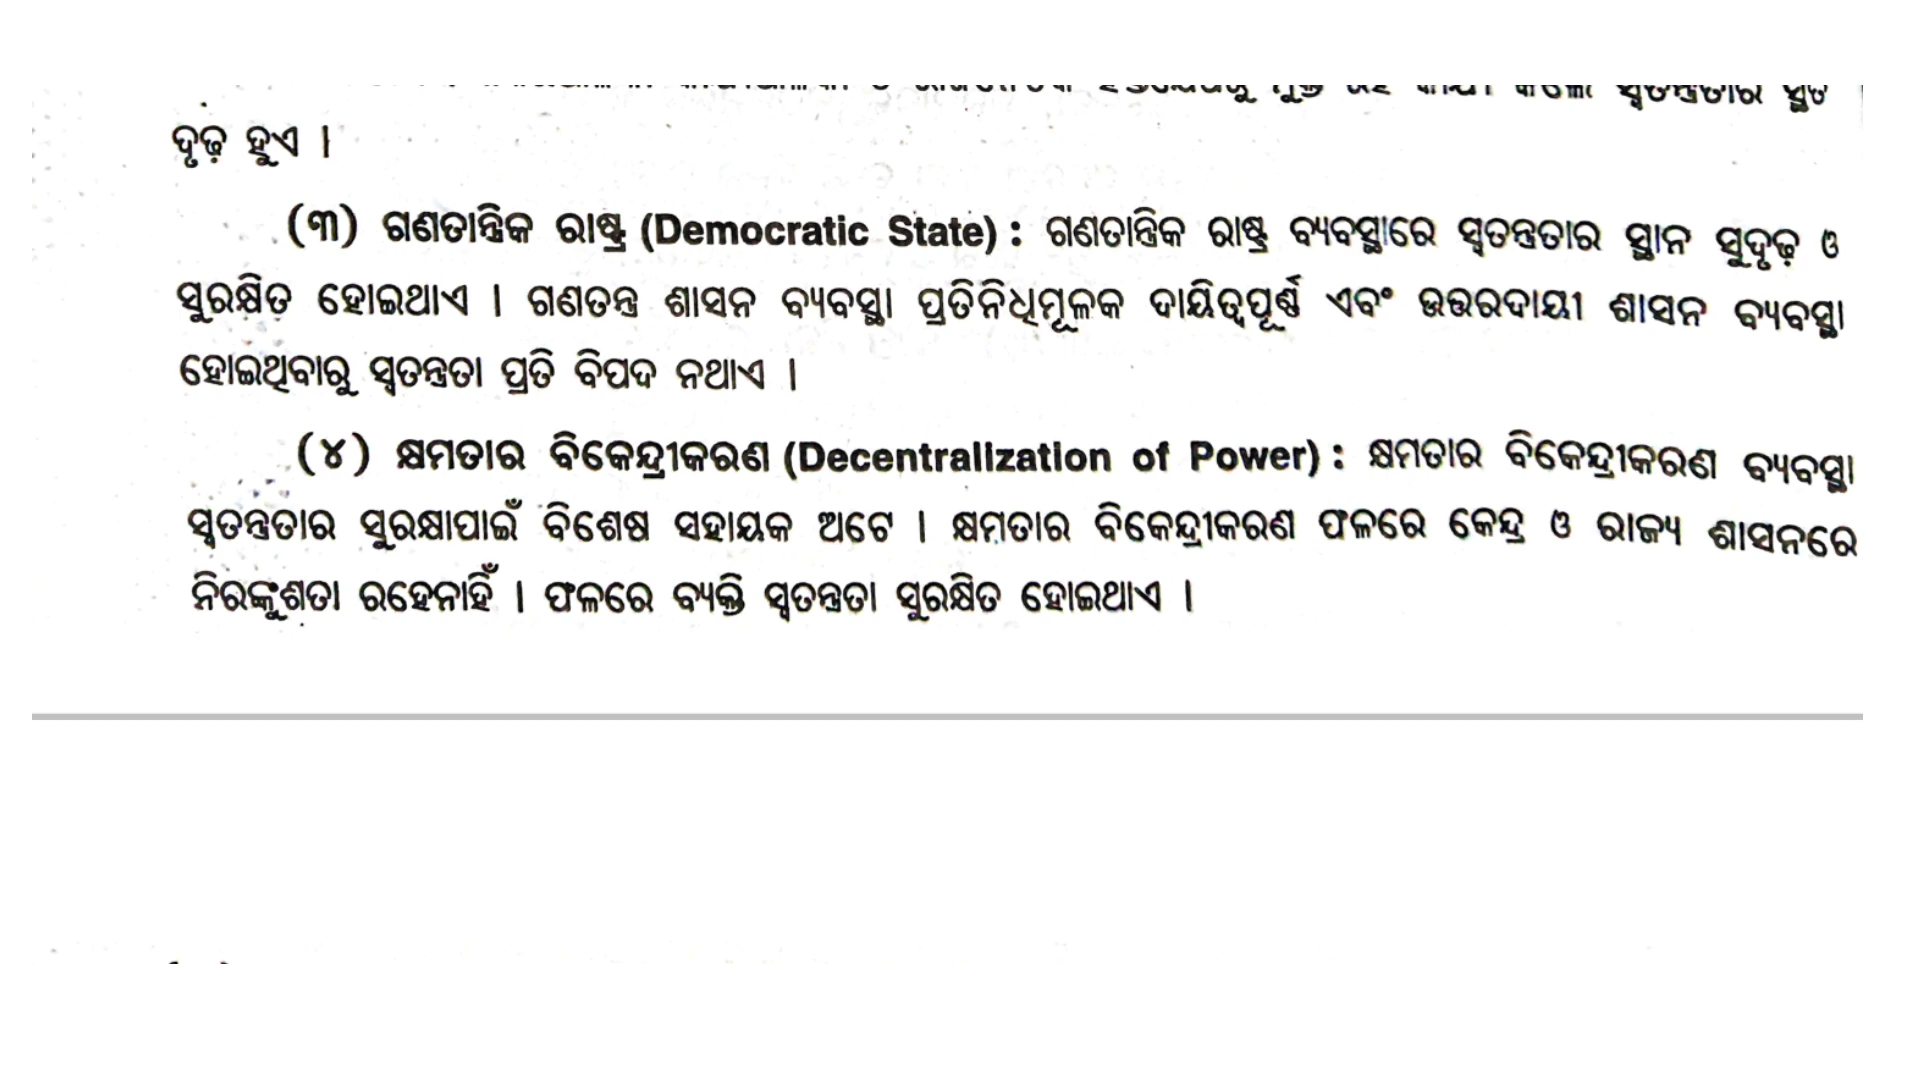 ସ୍ୱତନ୍ତ୍ରତାର
ଦୃଢ଼ ହୁଏ ।
(୩) ଗଣତାନ୍ତ୍ରିକ ରାଷ୍ଟ୍ର (Democratic State) : ଗଣତାନ୍ତ୍ରିକ ରାଷ୍ଟ୍ର ବ୍ୟବସ୍ଥାରେ ସ୍ୱତନ୍ତ୍ରତାର ସ୍ଥାନ ସୁଦୃଢ଼ ଓ
ସୁରକ୍ଷିତ ହୋଇଥାଏ । ଗଣତନ୍ତ୍ର ଶାସନ ବ୍ୟବସ୍ଥା ପ୍ରତିନିଧିମୂଳକ ଦାୟିତ୍ୱପୂର୍ଣ୍ଣ ଏବଂ ଉତ୍ତରଦାୟୀ ଶାସନ ବ୍ୟବସ୍ଥା
ହୋଇଥିବାରୁ ସ୍ୱତନ୍ତ୍ରତା ପ୍ରତି ବିପଦ ନଥାଏ ।
(୪) କ୍ଷମତାର ବିକେନ୍ଦ୍ରୀକରଣ (Decentralization of Power) : କ୍ଷମତାର ବିକେନ୍ଦ୍ରୀକରଣ ବ୍ୟବସ୍ଥା
ସ୍ୱତନ୍ତ୍ରତାର ସୁରକ୍ଷାପାଇଁ ବିଶେଷ ସହାୟକ ଅଟେ । କ୍ଷମତାର ବିକେନ୍ଦ୍ରୀକରଣ ଫଳରେ କେନ୍ଦ୍ର ଓ ରାଜ୍ୟ ଶାସନରେ
ନିରଙ୍କୁଶତା ରହେନାହିଁ । ଫଳରେ ବ୍ୟକ୍ତି ସ୍ୱତନ୍ତ୍ରତା ସୁରକ୍ଷିତ ହୋଇଥାଏ ।